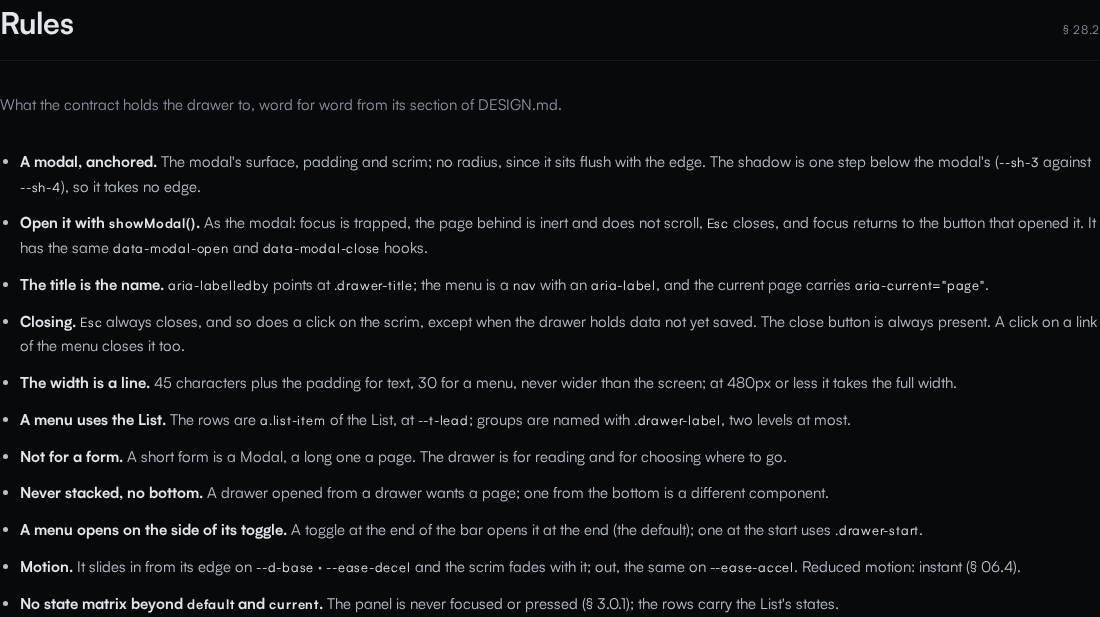 Rules
§ 28.2
What the contract holds the drawer to, word for word from its section of DESIGN.md.
• A modal, anchored. The modal's surface, padding and scrim; no radius, since it sits flush with the edge. The shadow is one step below the modal's (--sh-3 against
--sh-4), so it takes no edge.
• Open it with showModal(). As the modal: focus is trapped, the page behind is inert and does not scroll, Esc closes, and focus returns to the button that opened it. It
has the same data-modal-open and data-modal-close hooks.
• The title is the name. aria-labelledby points at .drawer-title; the menu is a nav with an aria-label, and the current page carries aria-current="page".
• Closing. Esc always closes, and so does a click on the scrim, except when the drawer holds data not yet saved. The close button is always present. A click on a link
of the menu closes it too.
• The width is a line. 45 characters plus the padding for text, 30 for a menu, never wider than the screen; at 480px or less it takes the full width.
• A menu uses the List. The rows are a.list-item of the List, at --t-lead; groups are named with .drawer-label, two levels at most.
• Not for a form. A short form is a Modal, a long one a page. The drawer is for reading and for choosing where to go.
• Never stacked, no bottom. A drawer opened from a drawer wants a page; one from the bottom is a different component.
• A menu opens on the side of its toggle. A toggle at the end of the bar opens it at the end (the default); one at the start uses .drawer-start.
• Motion. It slides in from its edge on --d-base · --ease-decel and the scrim fades with it; out, the same on --ease-accel. Reduced motion: instant (§ 06.4).
• No state matrix beyond default and current. The panel is never focused or pressed (§ 3.0.1); the rows carry the List's states.